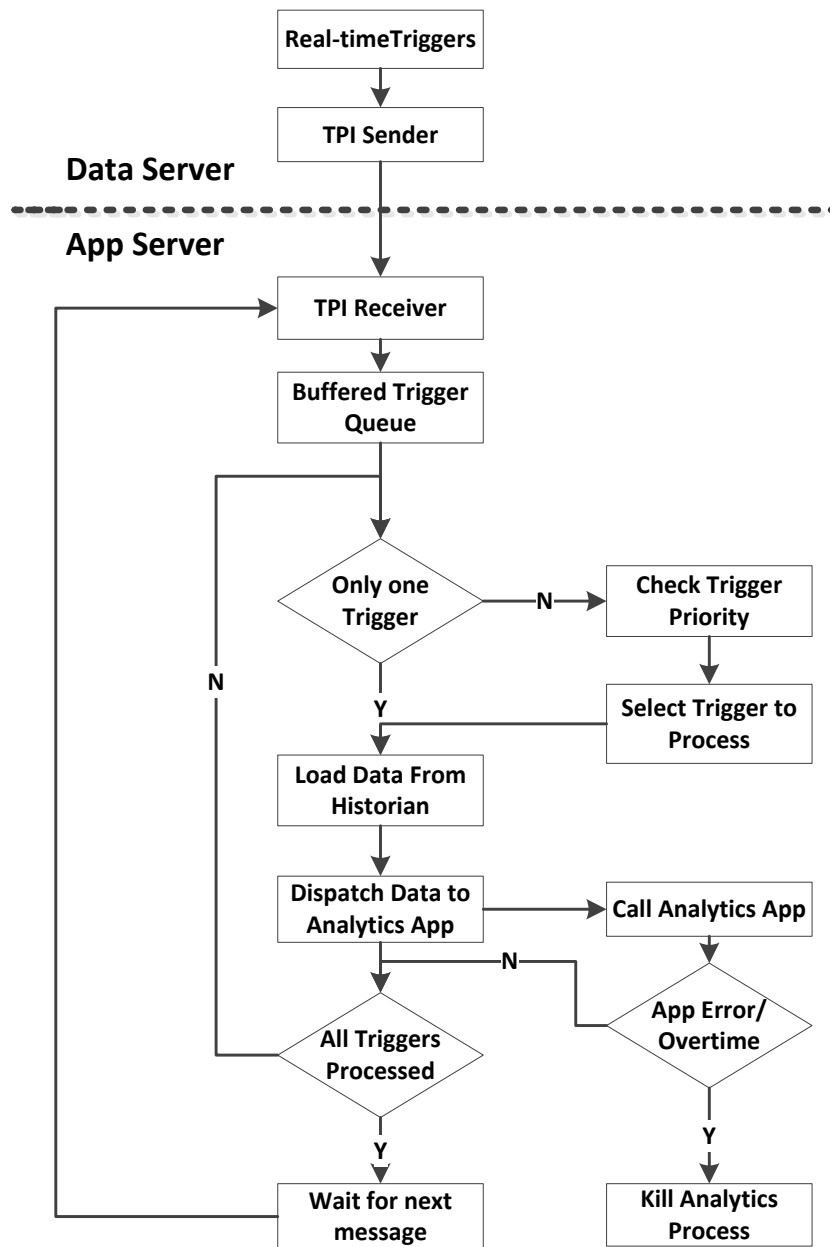 Real-timeTriggers
TPI Sender
Data Server
App Server
TPI Receiver
Buffered Trigger
Queue
Only one
Trigger
N
Check Trigger
Priority
N
Y
Select Trigger to
Process
Load Data From
Historian
Dispatch Data to
Analytics App
Call Analytics App
N
App Error/
Overtime
All Triggers
Processed
Y
Y
Wait for next
message
Kill Analytics
Process